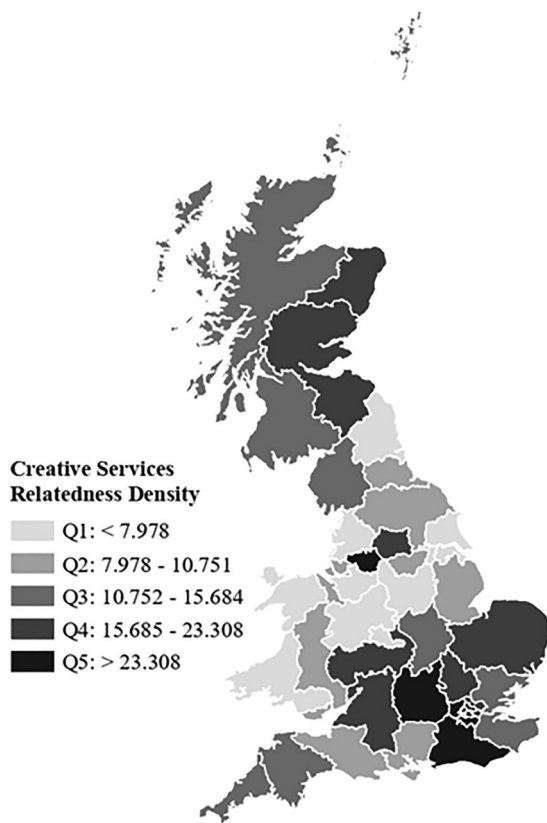 Creative Services
Relatedness Density
Q1: < 7.978
Q2: 7.978 - 10.751
Q3: 10.752 - 15.684
Q4: 15.685 - 23.308
Q5: > 23.308